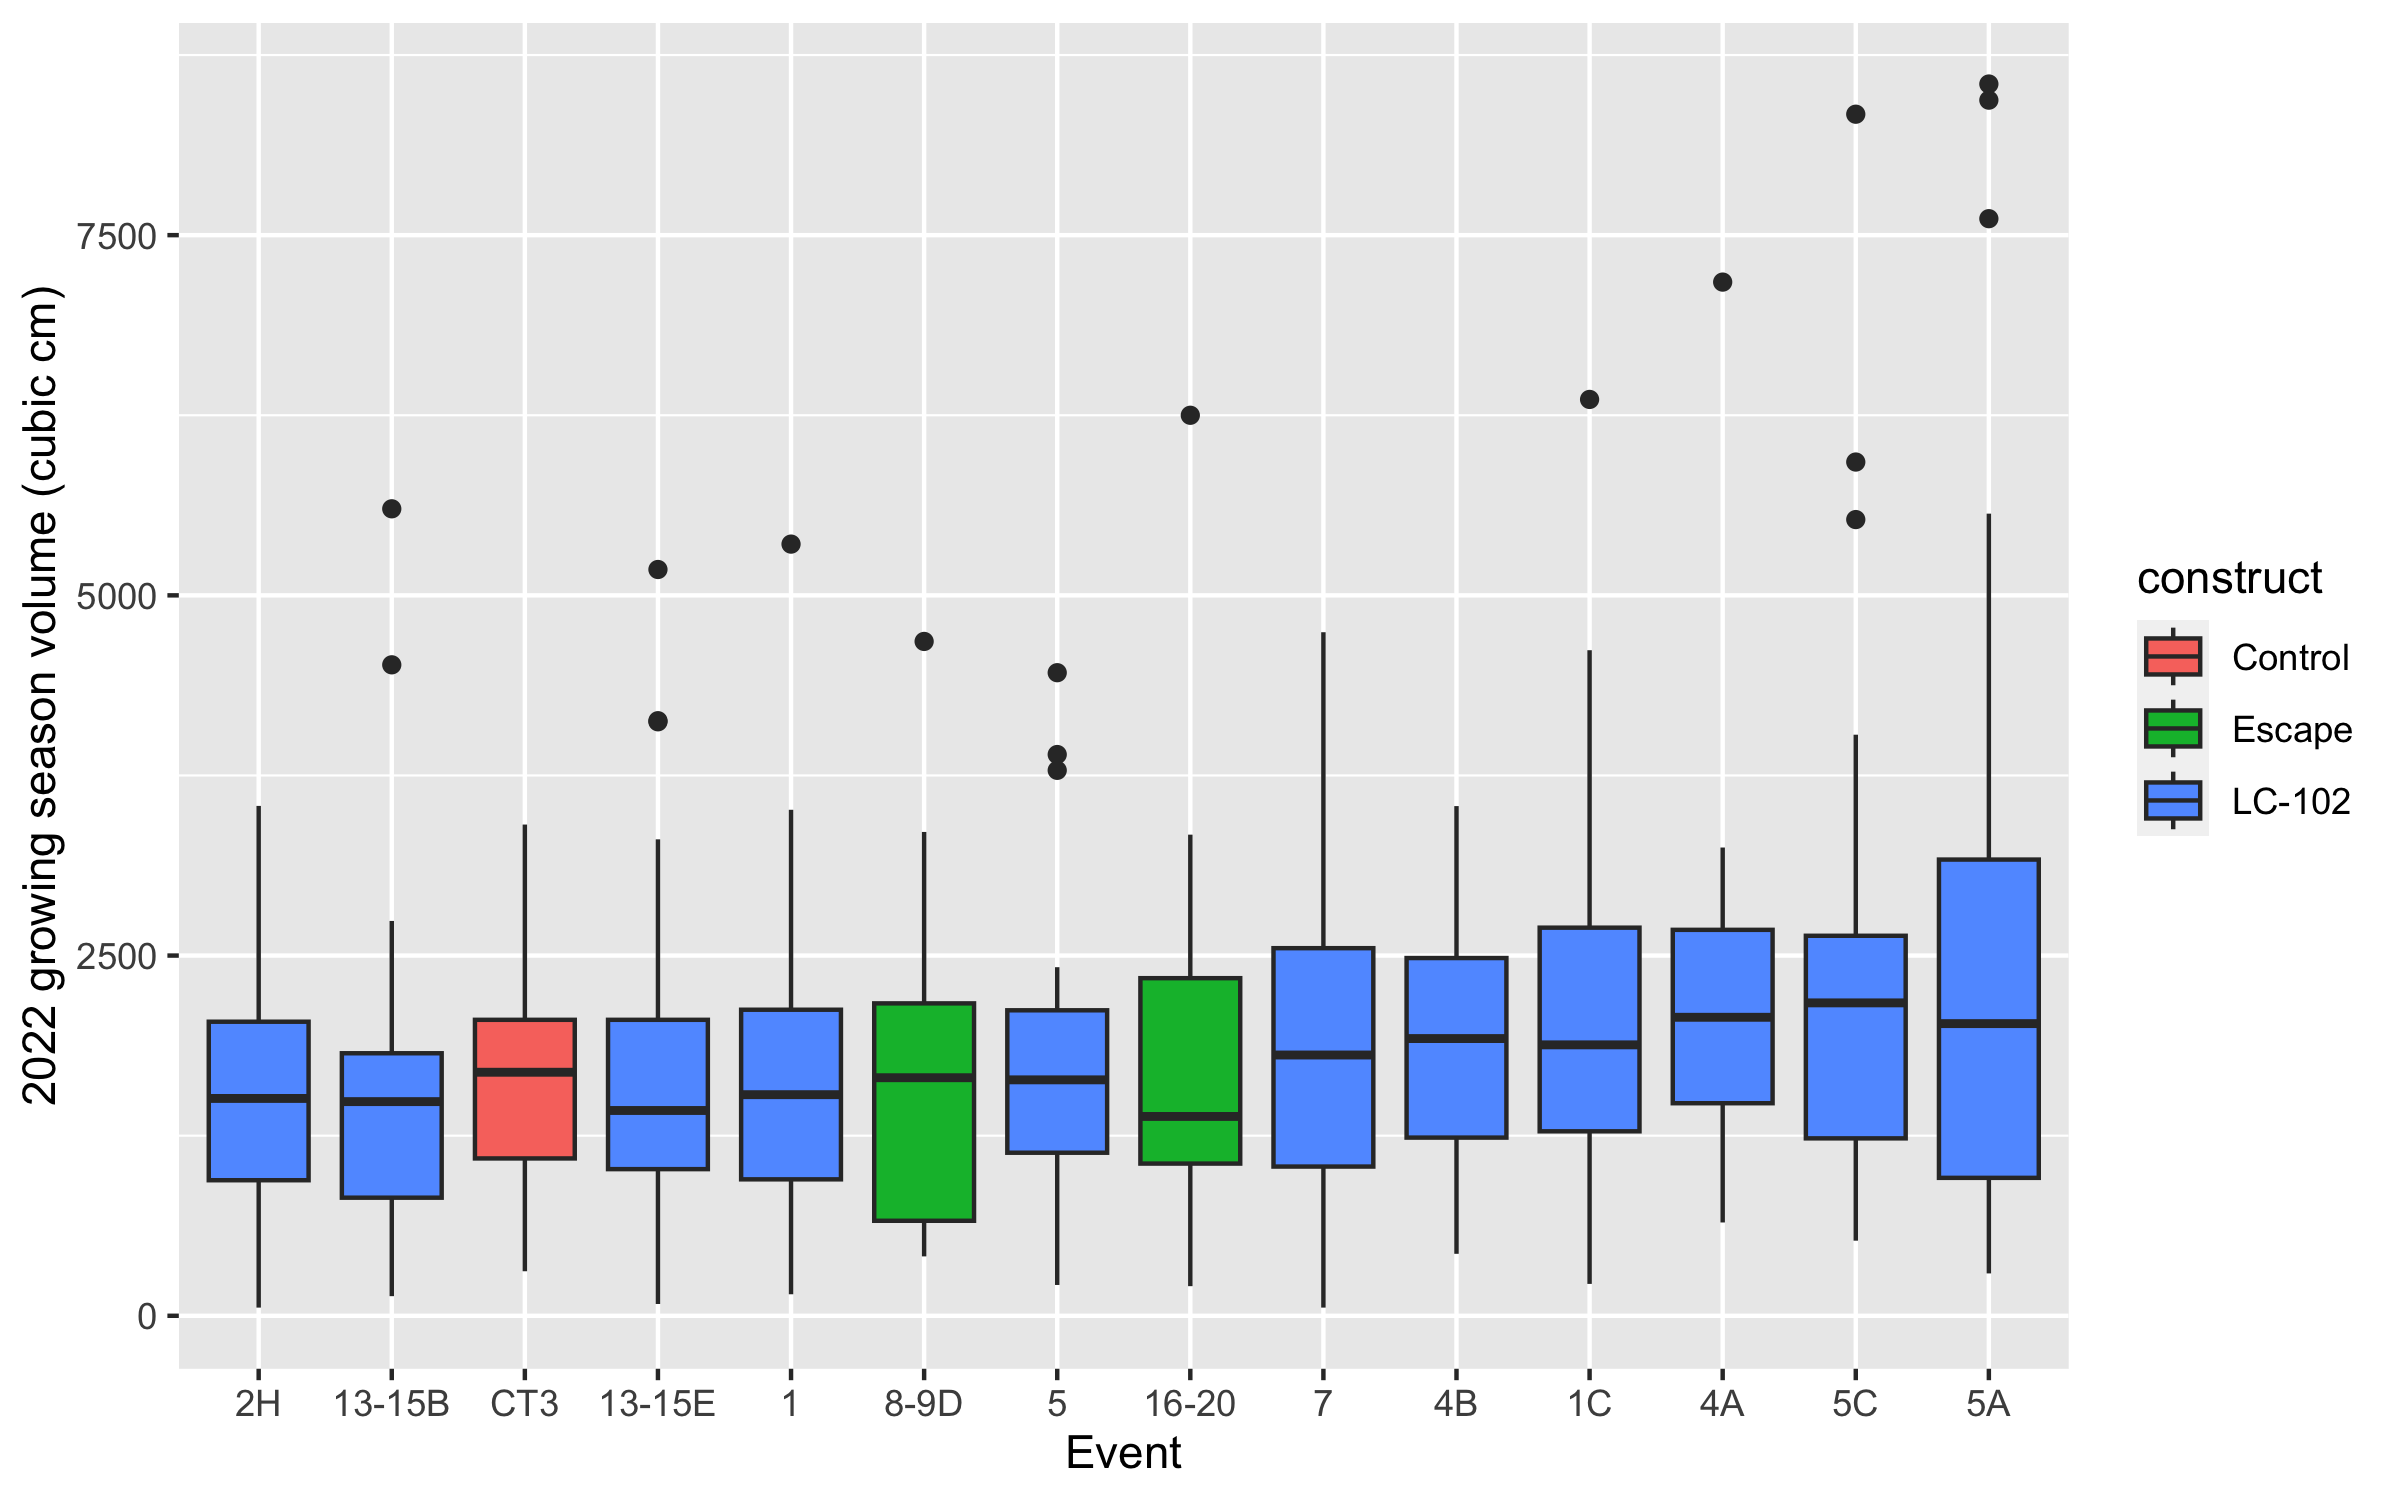 2022 growing season volume (cubic cm)
7500
5000
2500
0
2H 13-15B CT3 13-15E 1 8-9D 5 16-20 7 4B 1C 4A 5C 5A
Event
construct
Control
Escape
LC-102